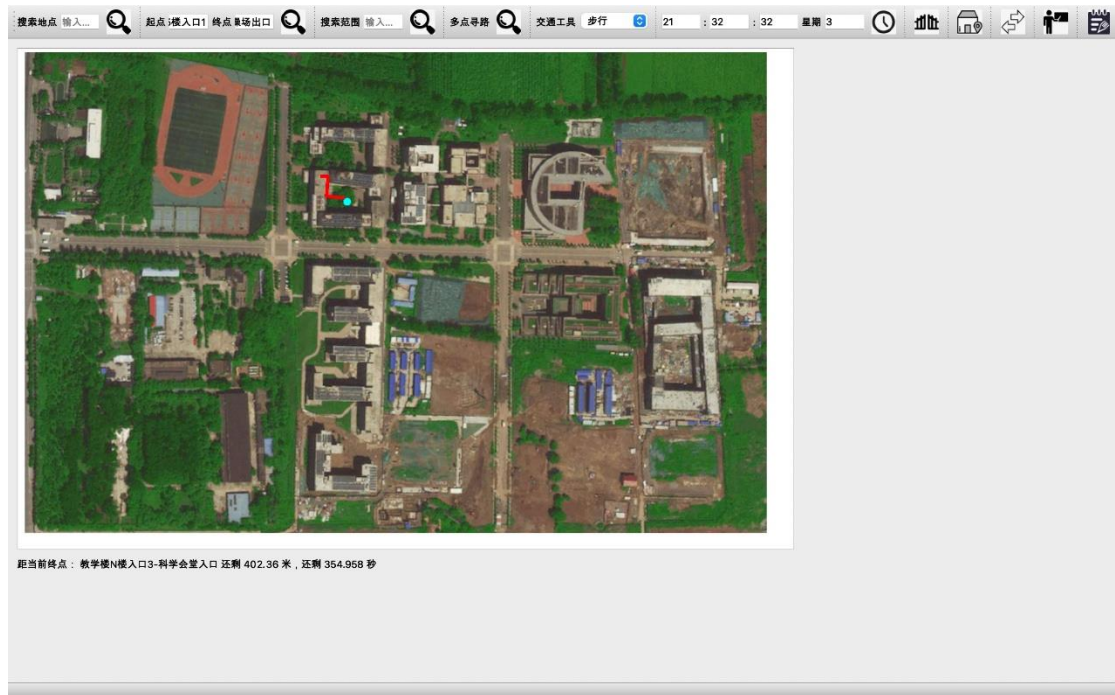 搜索地点 输入... 起点 楼入口1 终点 场出口 搜索范围 输入... 多点寻路 交通工具 步行 21 : 32 : 32 星期 3
距当前终点： 教学楼N楼入口3-科学会堂入口 还剩 402.36 米，还剩 354.958 秒